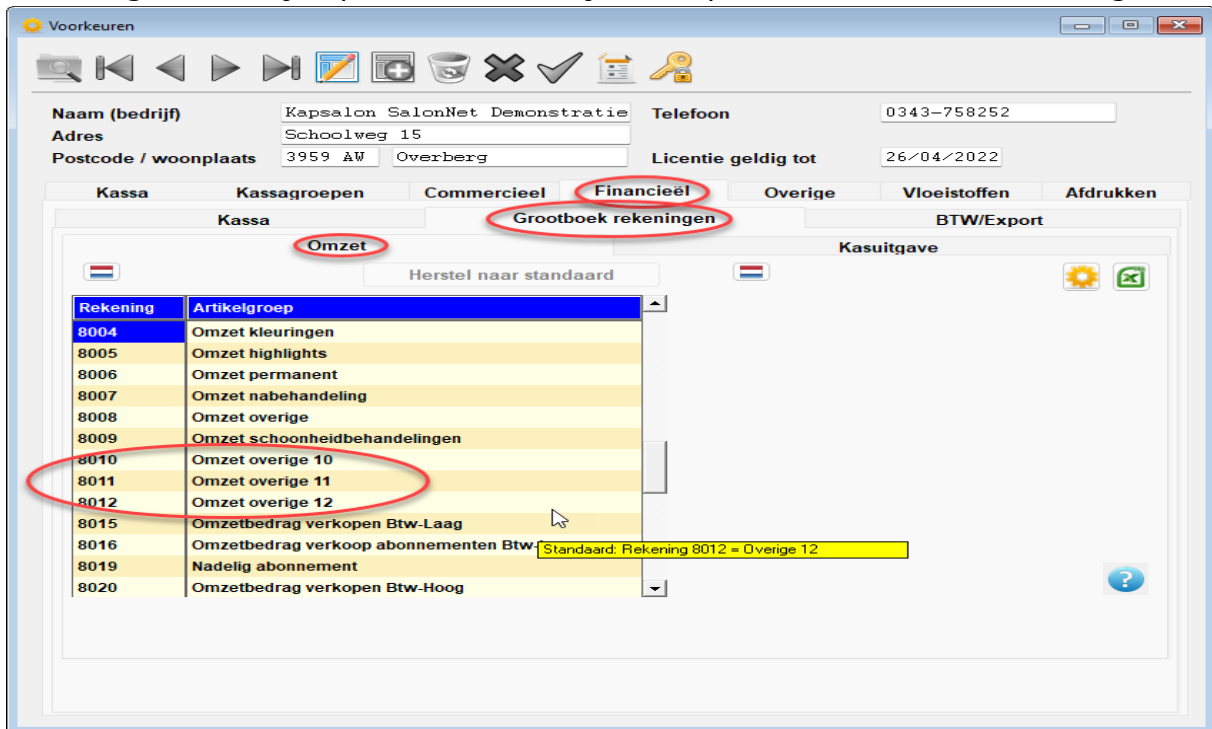 Voorkeuren
Naam (bedrijf) Kapsalon SalonNet Demonstratie Telefoon 0343-758252
Adres Schoolweg 15
Postcode / woonplaats 3959 AW Overberg Licentie geldig tot 26/04/2022
Kassa Kassagroepen Commercieel Financieël Overige Vloeistoffen Afdrukken
Kassa Grootboek rekeningen BTW/Export
Omzet Kasuitgave
Herstel naar standaard
Rekening Artikelgroep
8004 Omzet kleuringen
8005 Omzet highlights
8006 Omzet permanent
8007 Omzet nabehandeling
8008 Omzet overige
8009 Omzet schoonheidbehandelingen
8010 Omzet overige 10
8011 Omzet overige 11
8012 Omzet overige 12
8015 Omzetbedrag verkopen Btw-Laag
8016 Omzetbedrag verkoop abonnementen Btw-
Standaard: Rekening 8012 = Overige 12
8019 Nadelig abonnement
8020 Omzetbedrag verkopen Btw-Hoog
?